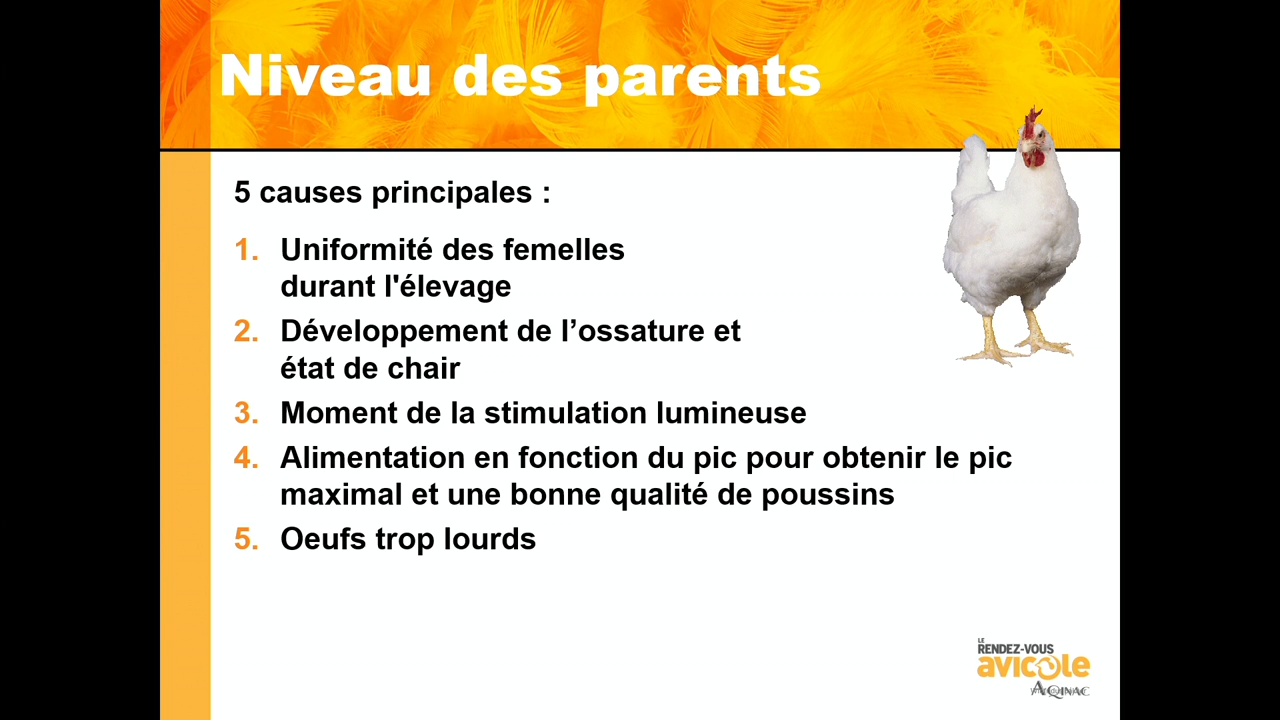 Niveau des parents
5 causes principales :
1. Uniformité des femelles
durant l'élevage
2. Développement de l’ossature et
état de chair
3. Moment de la stimulation lumineuse
4. Alimentation en fonction du pic pour obtenir le pic
maximal et une bonne qualité de poussins
5. Oeufs trop lourds
LE
RENDEZ-VOUS
avicole
AQINAC